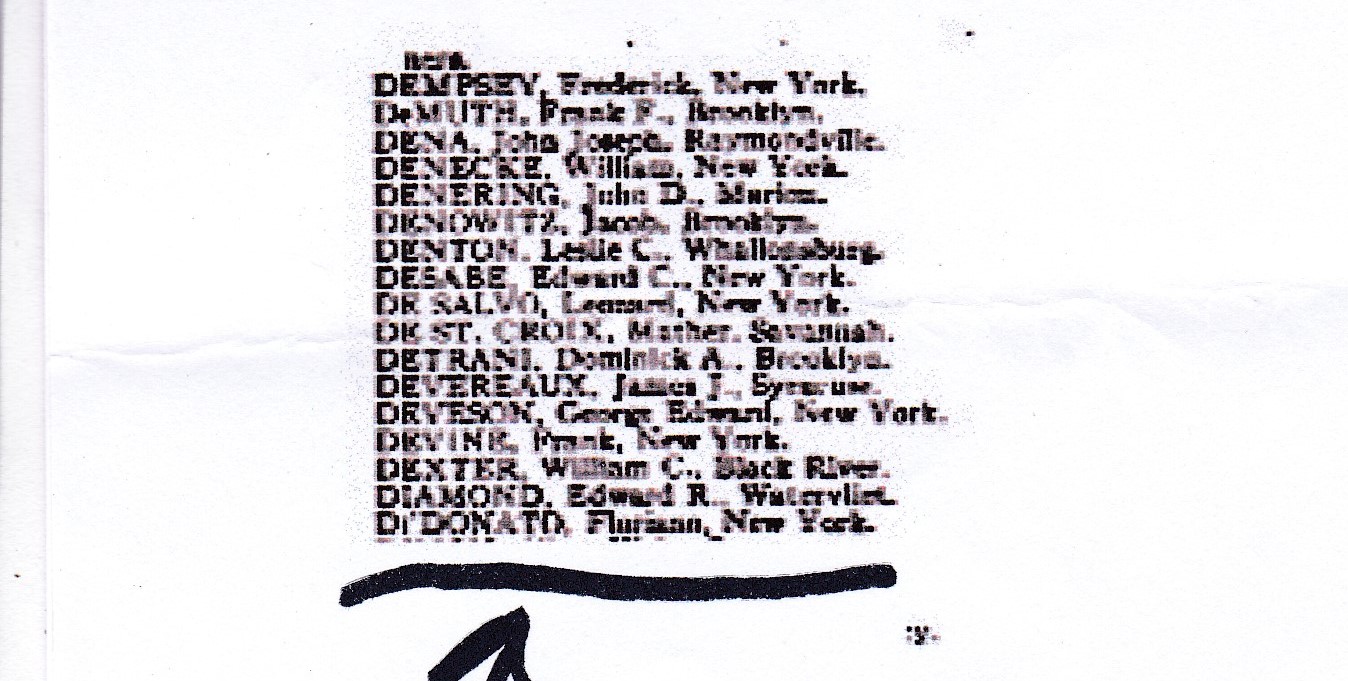 DEMPSEY, Frederick, New York.
DeMUTH, Frank F., Brooklyn.
DENA, John Joseph, Raymondville.
DENECKE, William, New York.
DENERING, John D., Marion.
DENOWITZ, Jacob, Brooklyn.
DENTON, Leslie C., Whallonsburg.
DESABE, Edward C., New York.
DE SALVO, Leonard, New York.
DE ST. CROIX, Mather, Savannah.
DETRANI, Dominick A., Brooklyn.
DEVEREAUX, James J., Syracuse.
DEVESON, George Edward, New York.
DEVINE, Frank, New York.
DEXTER, William C., Black River.
DIAMOND, Edward R., Watervliet.
Di'DONATO, New York.